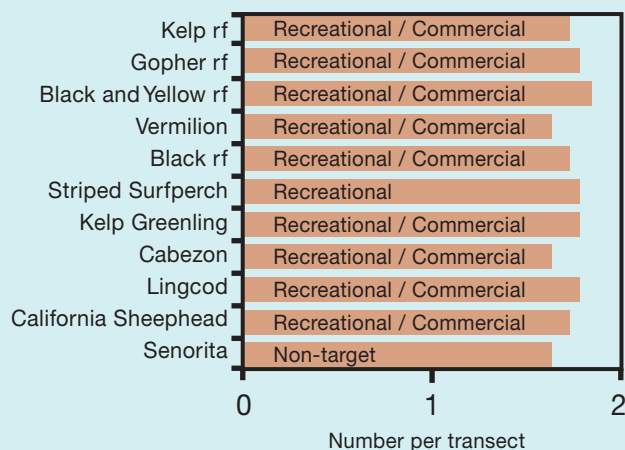 Kelp rf Recreational / Commercial
Gopher rf Recreational / Commercial
Black and Yellow rf Recreational / Commercial
Vermilion Recreational / Commercial
Black rf Recreational / Commercial
Striped Surfperch Recreational
Kelp Greenling Recreational / Commercial
Cabezon Recreational / Commercial
Lingcod Recreational / Commercial
California Sheephead Recreational / Commercial
Senorita Non-target
0 1 2
Number per transect